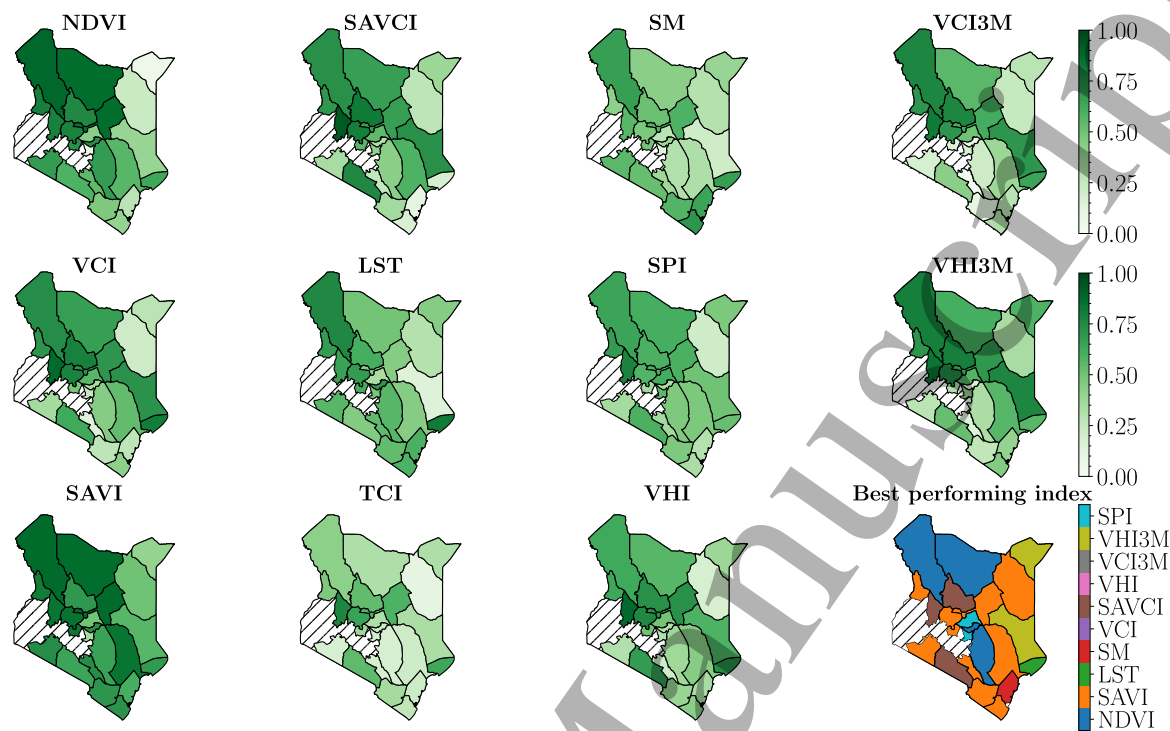 NDVI SAVCI SM VCI3M
1.00
0.75
0.50
0.25
0.00
VCI LST SPI VHI3M
1.00
0.75
0.50
0.25
0.00
SAVI TCI VHI Best performing index
SPI
VHI3M
VCI3M
VHI
SAVCI
VCI
SM
LST
SAVI
NDVI
Manuscrip